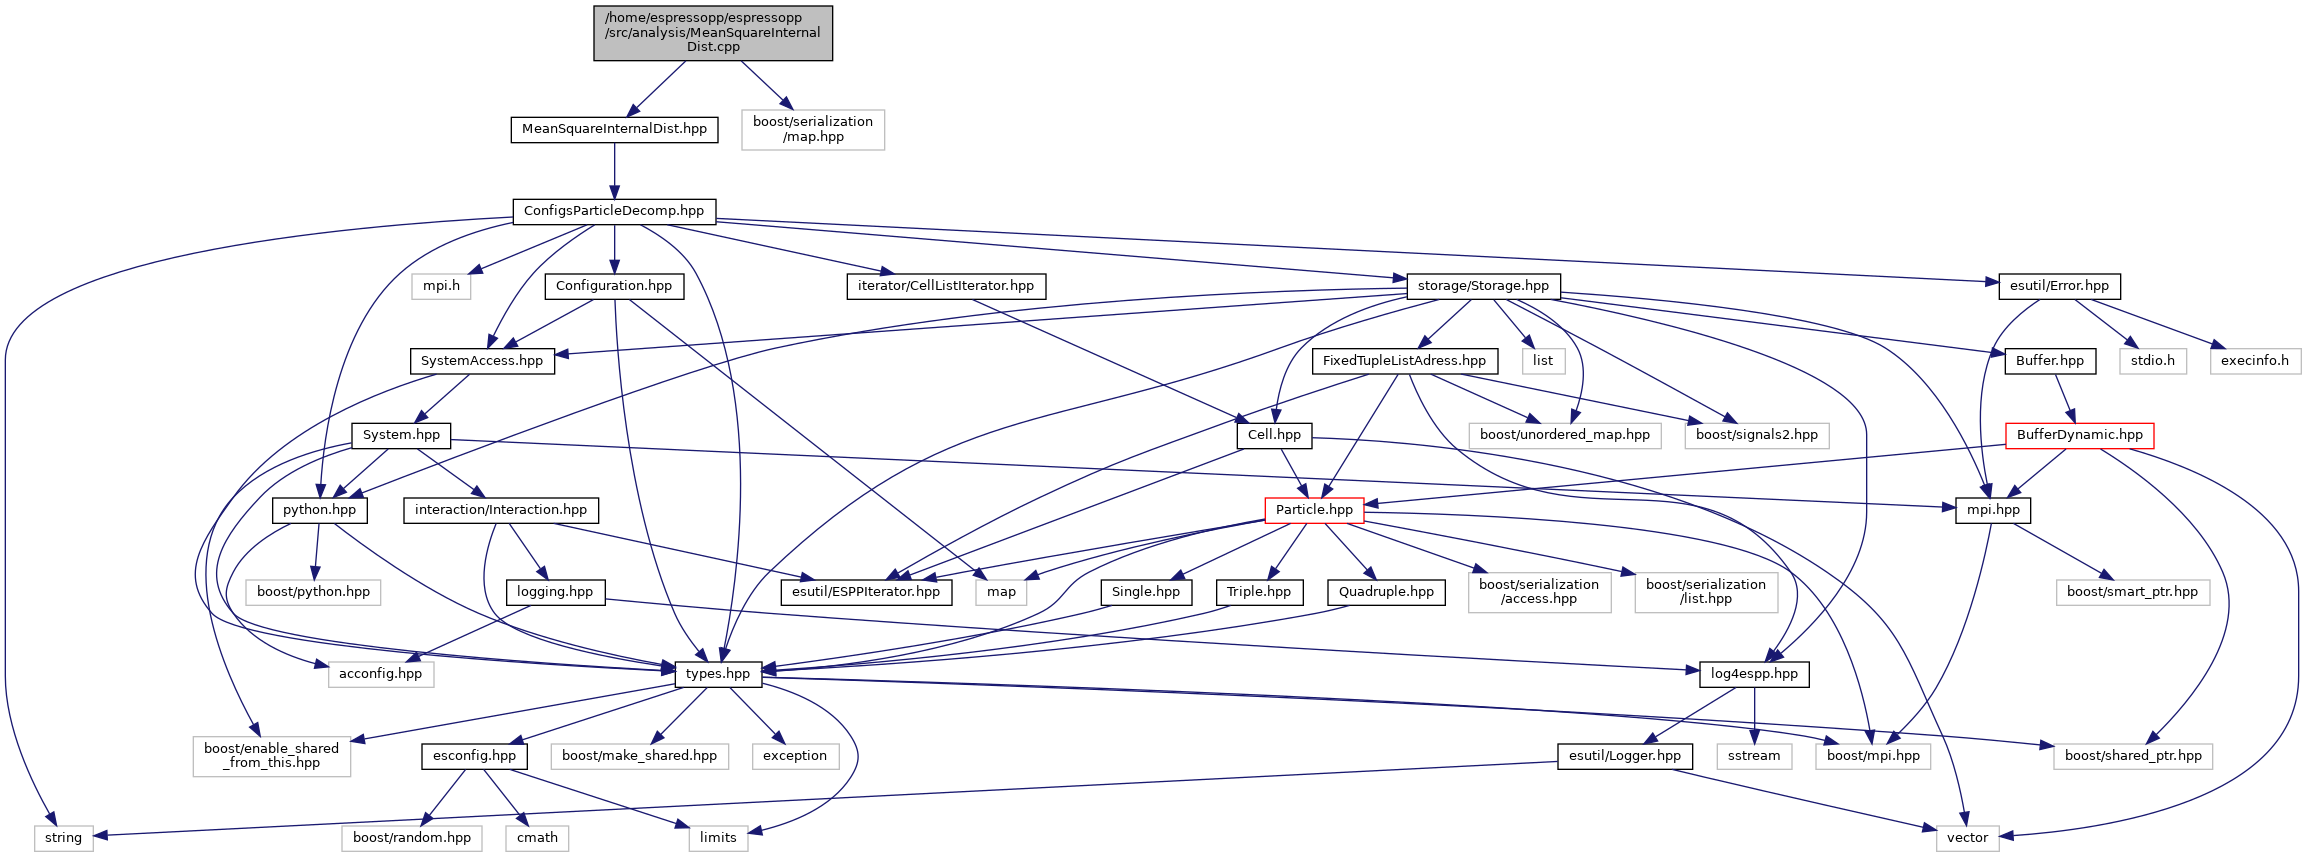 /home/espressopp/espressopp
/src/analysis/MeanSquareInternal
Dist.cpp
MeanSquareInternalDist.hpp
boost/serialization
/map.hpp
ConfigsParticleDecomp.hpp
mpi.h
Configuration.hpp
iterator/CellListIterator.hpp
storage/Storage.hpp
esutil/Error.hpp
SystemAccess.hpp
FixedTupleListAdress.hpp
list
Buffer.hpp
stdio.h
execinfo.h
System.hpp
Cell.hpp
boost/unordered_map.hpp
boost/signals2.hpp
BufferDynamic.hpp
python.hpp
interaction/Interaction.hpp
Particle.hpp
mpi.hpp
boost/python.hpp
logging.hpp
esutil/ESPPIterator.hpp
map
Single.hpp
Triple.hpp
Quadruple.hpp
boost/serialization
/access.hpp
boost/serialization
/list.hpp
boost/smart_ptr.hpp
acconfig.hpp
types.hpp
log4espp.hpp
boost/enable_shared
_from_this.hpp
esconfig.hpp
boost/make_shared.hpp
exception
esutil/Logger.hpp
sstream
boost/mpi.hpp
boost/shared_ptr.hpp
string
boost/random.hpp
cmath
limits
vector